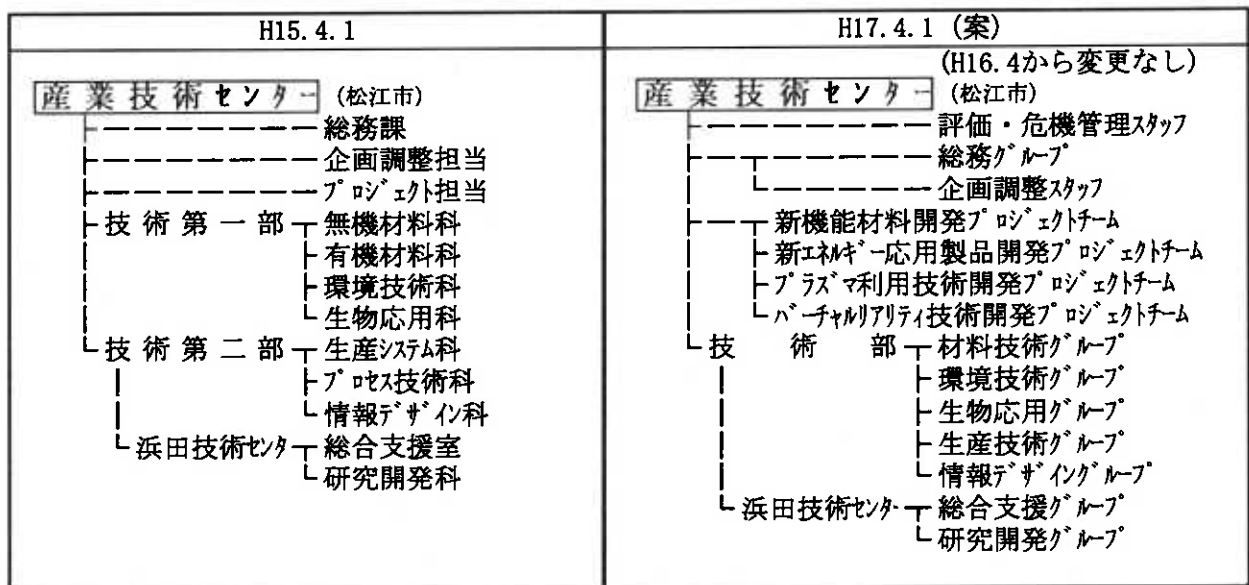 H15.4.1
産業技術センター (松江市)
総務課
企画調整担当
プロジェクト担当
技術第一部 無機材料科
有機材料科
環境技術科
生物応用科
技術第二部 生産システム科
プロセス技術科
情報デザイン科
浜田技術センター 総合支援室
研究開発科
H17.4.1 (案)
(H16.4から変更なし)
産業技術センター (松江市)
評価・危機管理スタッフ
総務グループ
企画調整スタッフ
新機能材料開発プロジェクトチーム
新エネルギー応用製品開発プロジェクトチーム
プラズマ利用技術開発プロジェクトチーム
バーチャルリアリティ技術開発プロジェクトチーム
技術部 材料技術グループ
環境技術グループ
生物応用グループ
生産技術グループ
情報デザイングループ
浜田技術センター 総合支援グループ
研究開発グループ